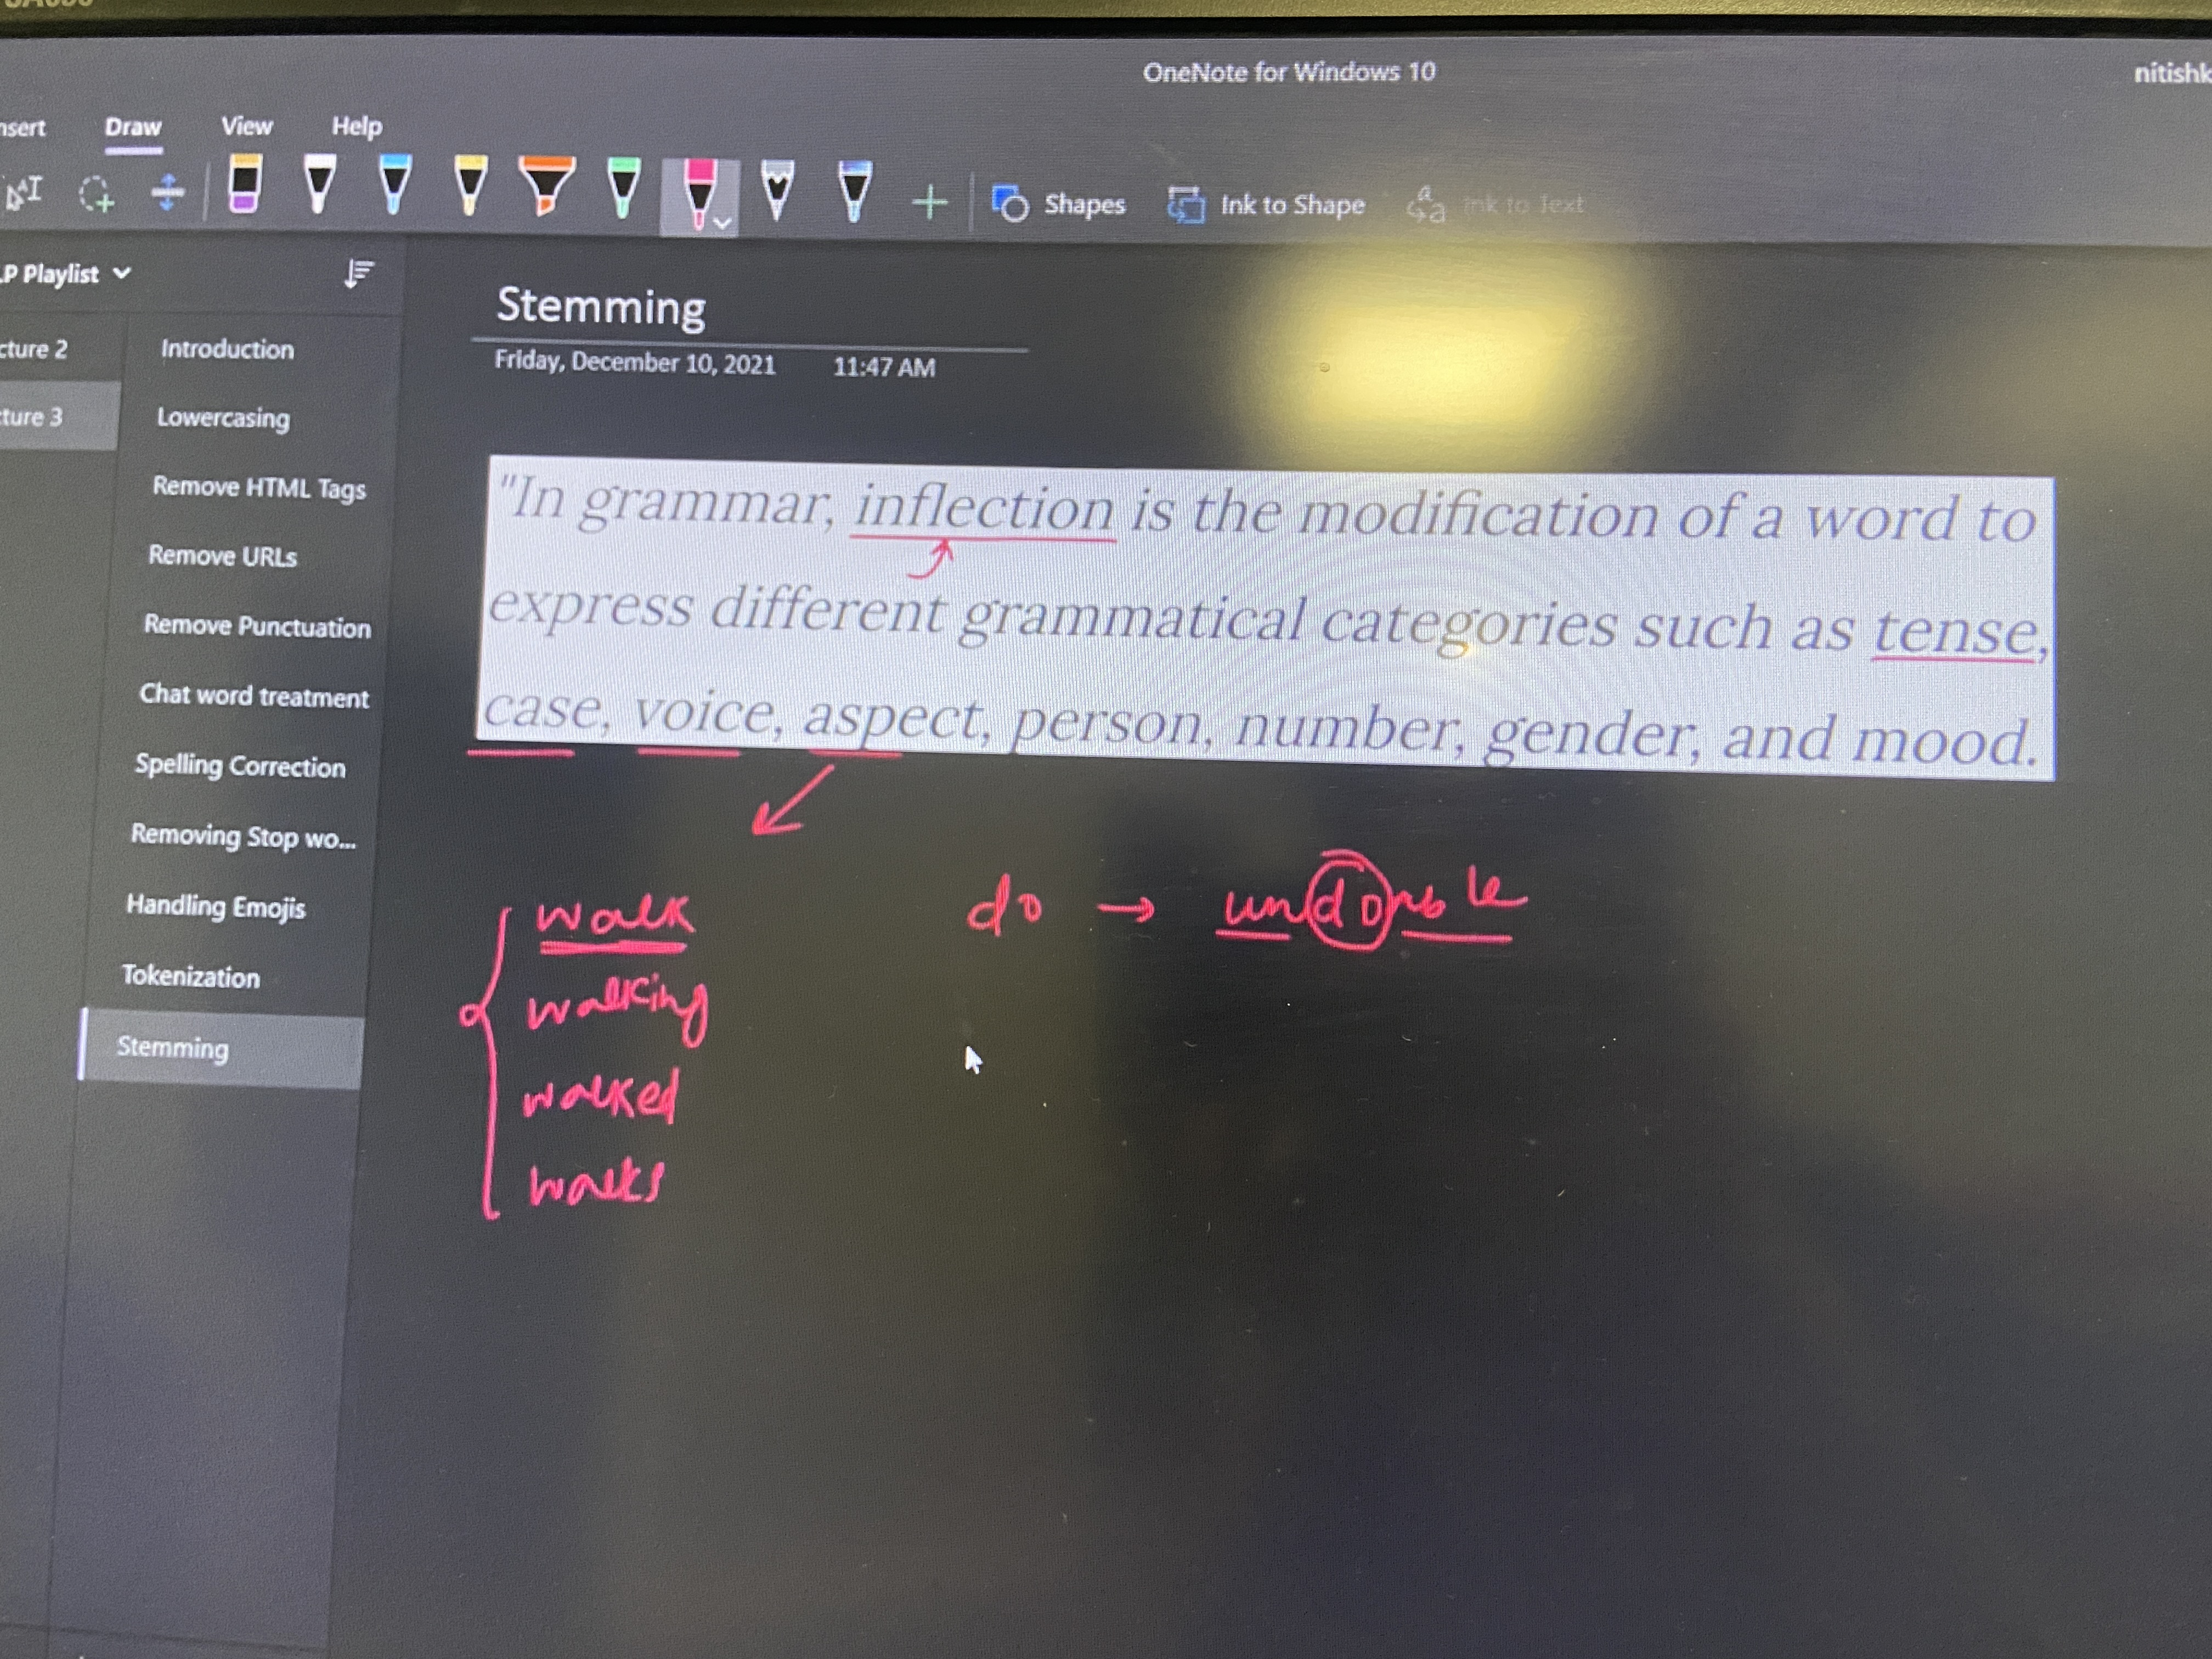 OneNote for Windows 10
nitishk
nsert Draw View Help
Shapes Ink to Shape Ink to Text
P Playlist
cture 2
ture 3
Introduction
Lowercasing
Remove HTML Tags
Remove URLs
Remove Punctuation
Chat word treatment
Spelling Correction
Removing Stop wo...
Handling Emojis
Tokenization
Stemming
Stemming
Friday, December 10, 2021 11:47 AM
"In grammar, inflection is the modification of a word to
express different grammatical categories such as tense,
case, voice, aspect, person, number, gender, and mood.
walk
walking
walked
walks
do → undoable